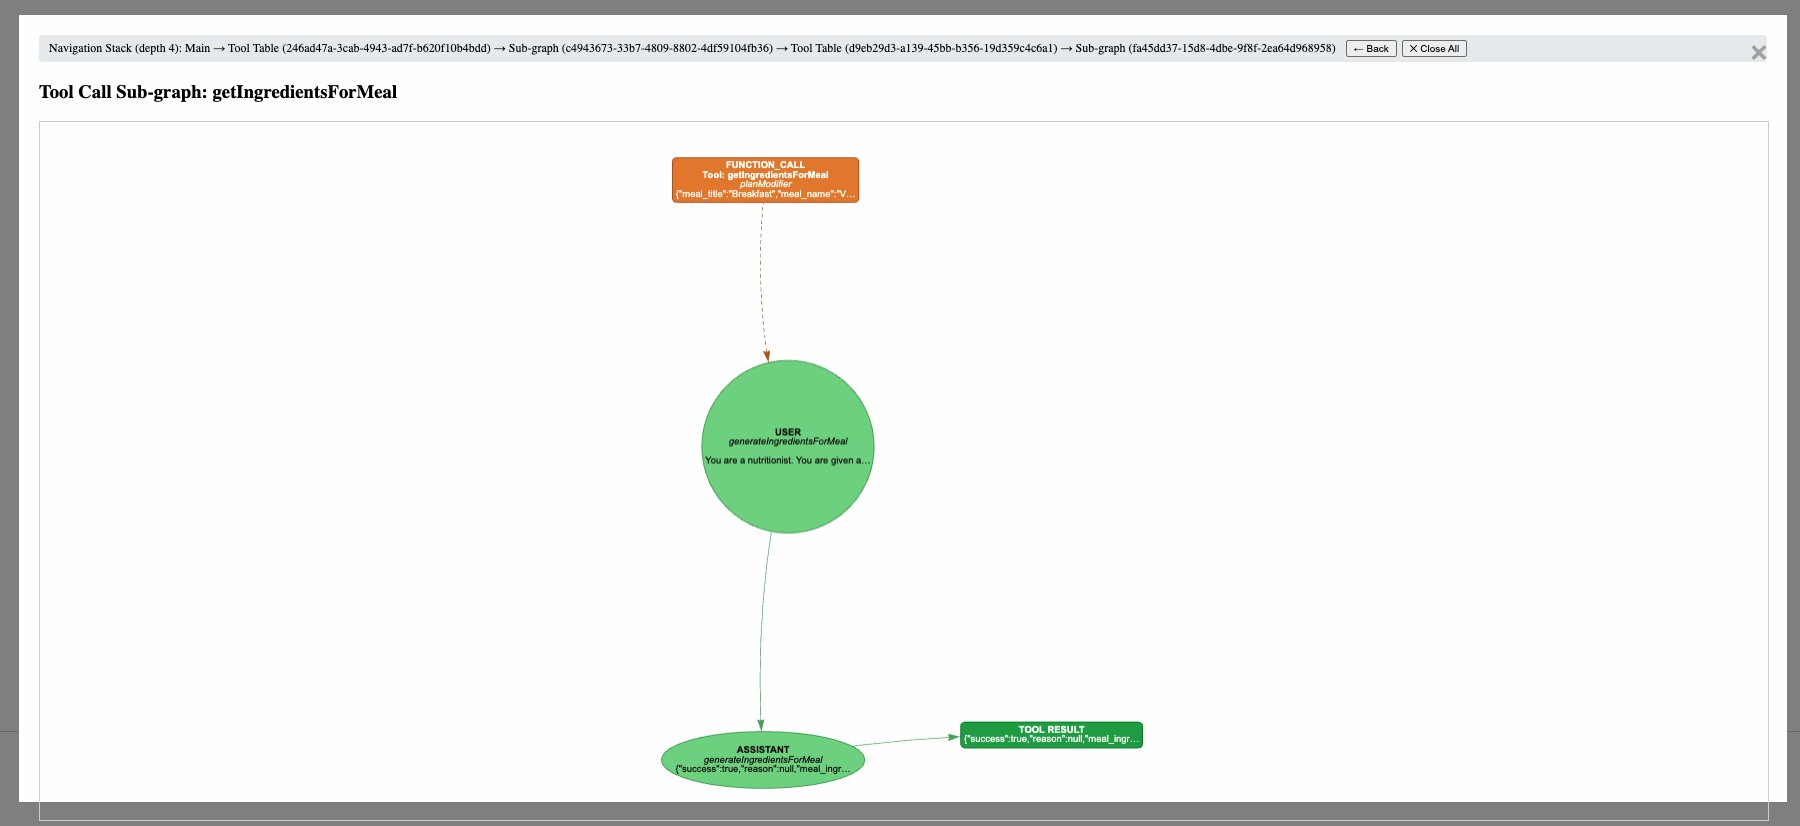 Navigation Stack (depth 4): Main → Tool Table (246ad47a-3cab-4943-ad7f-b620f10b4bdd) → Sub-graph (c4943673-33b7-4809-8802-4df59104fb36) → Tool Table (d9eb29d3-a139-45bb-b356-19d359c4c6a1) → Sub-graph (fa45dd37-15d8-4dbe-9f8f-2ea64d968958) ← Back ✕ Close All
Tool Call Sub-graph: getIngredientsForMeal
FUNCTION_CALL
Tool: getIngredientsForMeal
planModifier
{"meal_title":"Breakfast","meal_name":"V...
USER
generateIngredientsForMeal
You are a nutritionist. You are given a...
ASSISTANT
generateIngredientsForMeal
{"success":true,"reason":null,"meal_ingr...
TOOL RESULT
{"success":true,"reason":null,"meal_ingr...